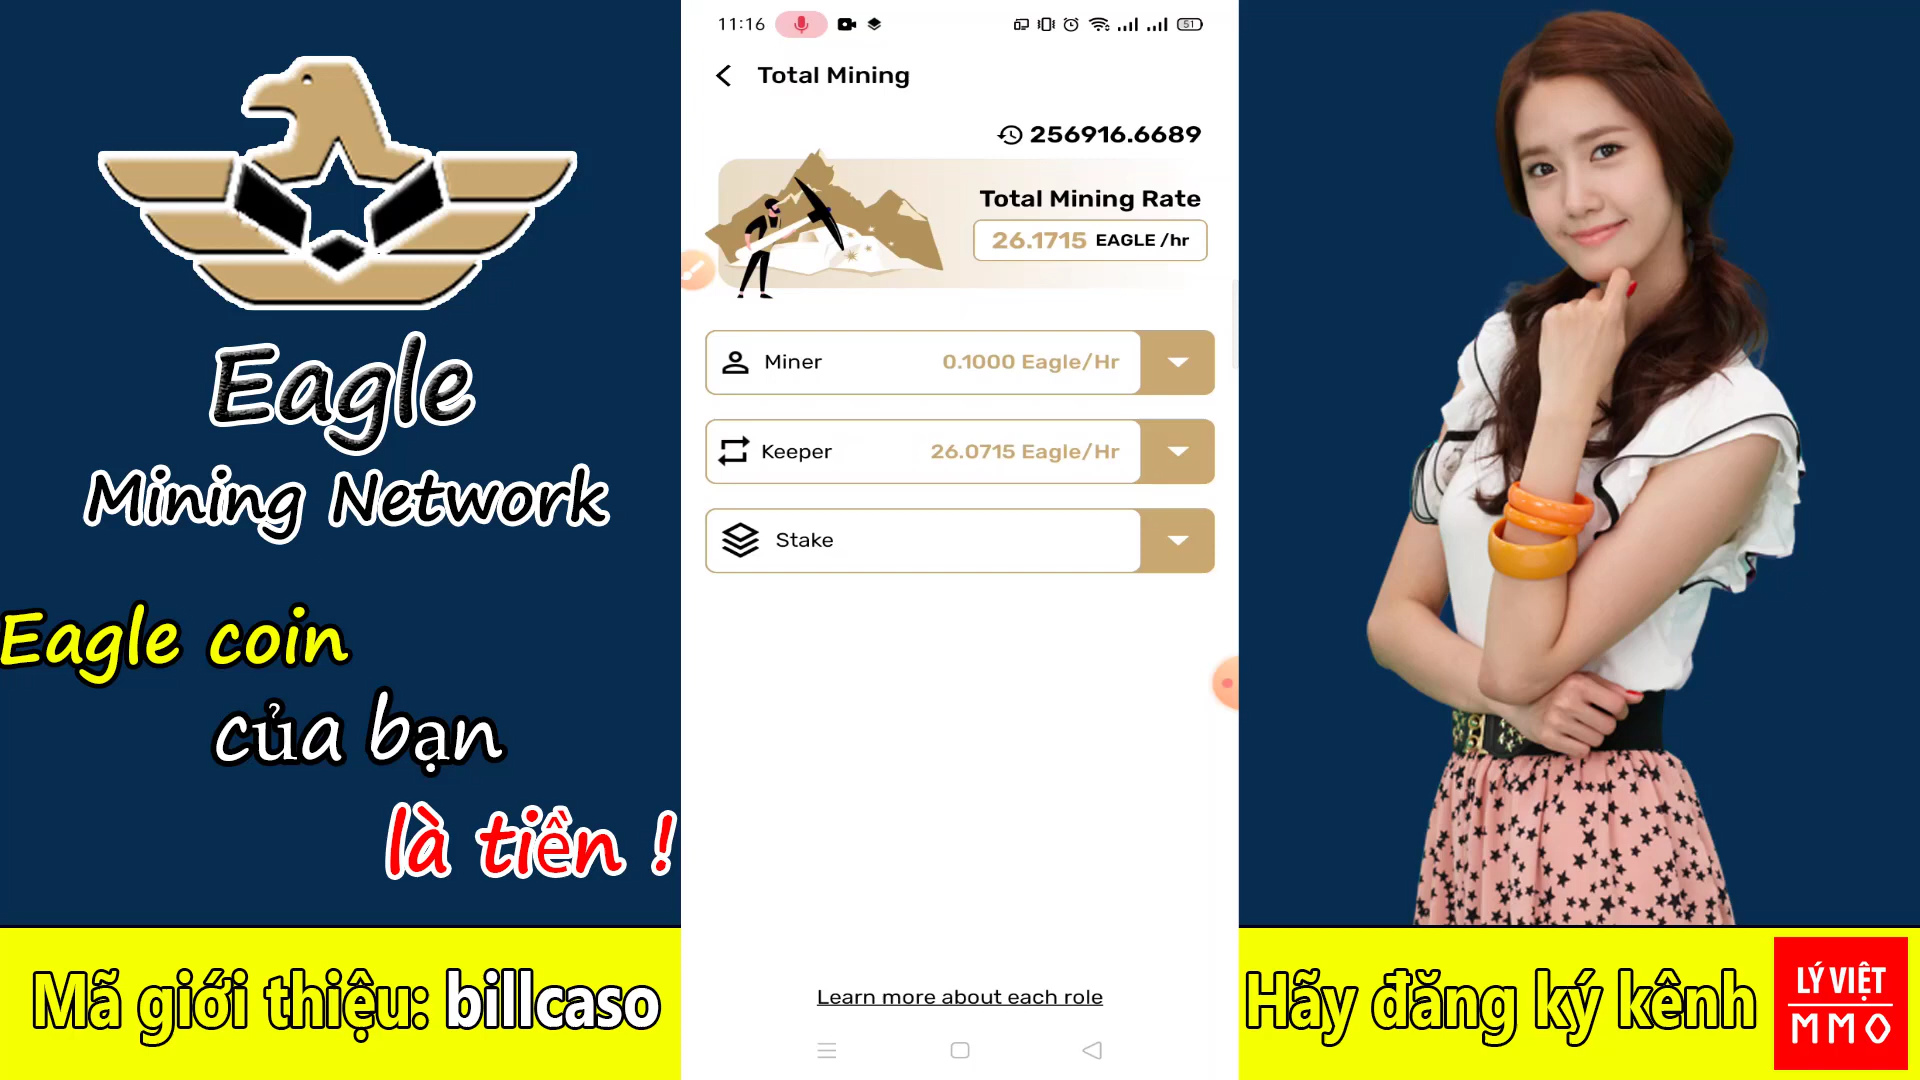 Eagle
Mining Network
Eagle coin
của bạn
là tiền !
Mã giới thiệu: billcaso
11:16
51
Total Mining
256916.6689
Total Mining Rate
26.1715 EAGLE /hr
Miner 0.1000 Eagle/Hr
Keeper 26.0715 Eagle/Hr
Stake
Learn more about each role
Hãy đăng ký kênh
LÝ VIỆT
MMO